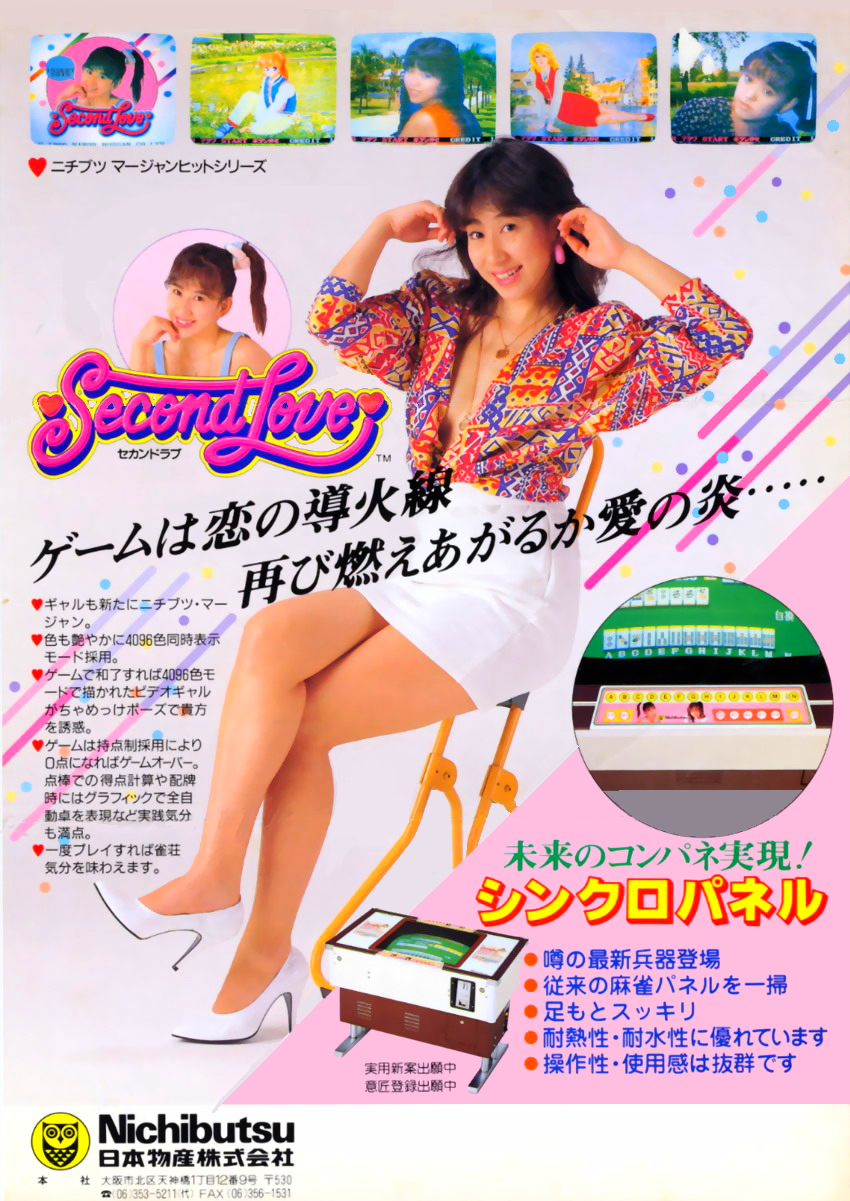 Second Love
START
CREDIT
START
CREDIT
START
CREDIT
START
CREDIT
♥ニチブツ マージャンヒットシリーズ
Second Love
セカンドラブ
TM
ゲームは恋の導火線
再び燃えあがるか愛の炎・・・・・
♥ギャルも新たにニチブツ・マー
ジャン。
♥色も艶やかに4096色同時表示
モード採用。
♥ゲームで和了すれば4096色モ
ードで描かれたビデオギャル
がちゃめっけポーズで貴方
を誘惑。
♥ゲームは持点制採用により
0点になればゲームオーバー。
点棒での得点計算や配牌
時にはグラフィックで全自
動卓を表現など実践気分
も満点。
♥一度プレイすれば雀荘
気分を味わえます。
A B C D E F G H I J K L M
A B C D E F G H I J K L M N
Nichibutsu
未来のコンパネ実現!
シンクロパネル
●噂の最新兵器登場
●従来の麻雀パネルを一掃
●足もとスッキリ
●耐熱性・耐水性に優れています
●操作性・使用感は抜群です
実用新案出願中
意匠登録出願中
Nichibutsu
日本物産株式会社
本 社 大阪市北区天神橋1丁目12番9号 〒530
☎(06)353-5211(代) FAX (06)356-1531